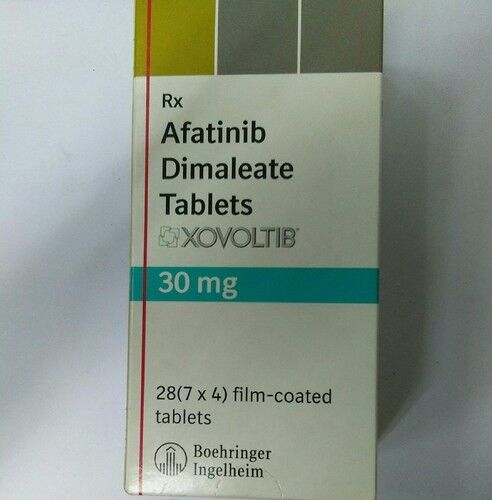 Rx
Afatinib
Dimaleate
Tablets
XOVOLTIB®
30 mg
28(7 x 4) film-coated
tablets
Boehringer
Ingelheim